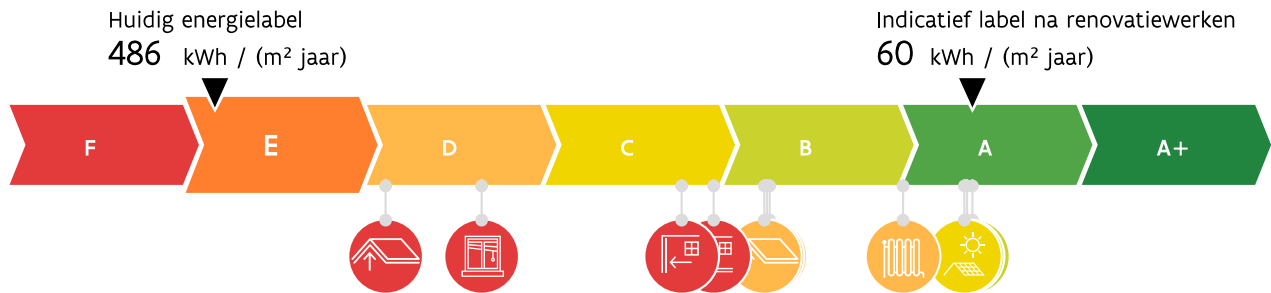 Huidig energielabel
486 kWh / (m² jaar)
Indicatief label na renovatiewerken
60 kWh / (m² jaar)
F E D C B A A+